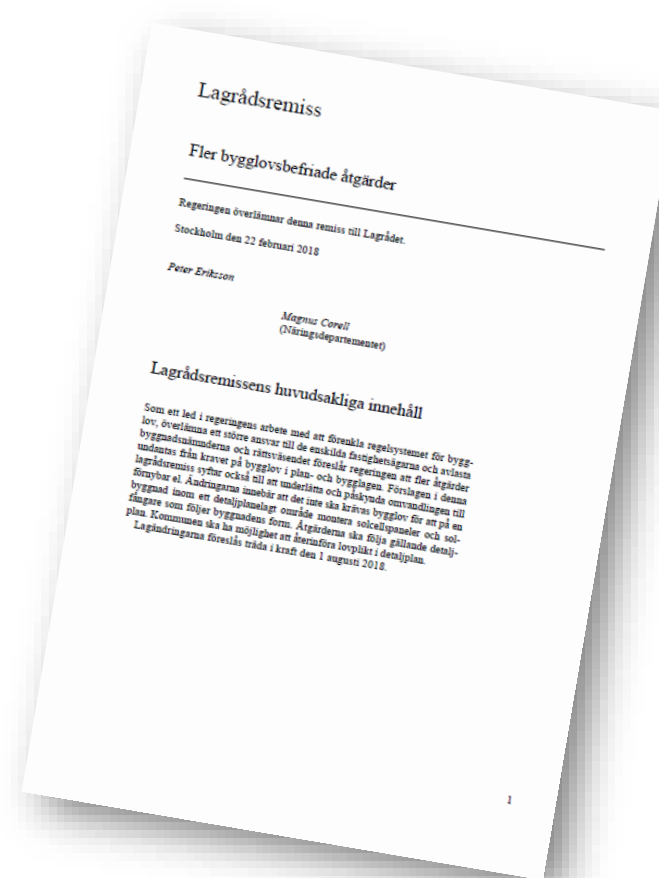 Lagrådsremiss
Fler bygglovsbefriade åtgärder
Regeringen överlämnar denna remiss till Lagrådet.
Stockholm den 22 februari 2018
Peter Eriksson
Magnus Corell
(Näringsdepartementet)
Lagrådsremissens huvudsakliga innehåll
Som ett led i regeringens arbete med att förenkla regelsystemet för bygg-
lov, överlämna ett större ansvar till de enskilda fastighetsägarna och avlasta
byggnadsnämnderna och rättsväsendet föreslår regeringen att fler åtgärder
undantas från kravet på bygglov i plan- och bygglagen. Förslagen i denna
lagrådsremiss syftar också till att underlätta och påskynda omvandlingen till
förnybar el. Ändringarna innebär att det inte ska krävas bygglov för att på en
byggnad inom ett detaljplanelagt område montera solcellspaneler och sol-
fångare som följer byggnadens form. Åtgärderna ska följa gällande detalj-
plan. Kommunen ska ha möjlighet att återinföra lovplikt i detaljplan.
Lagändringarna föreslås träda i kraft den 1 augusti 2018.
1